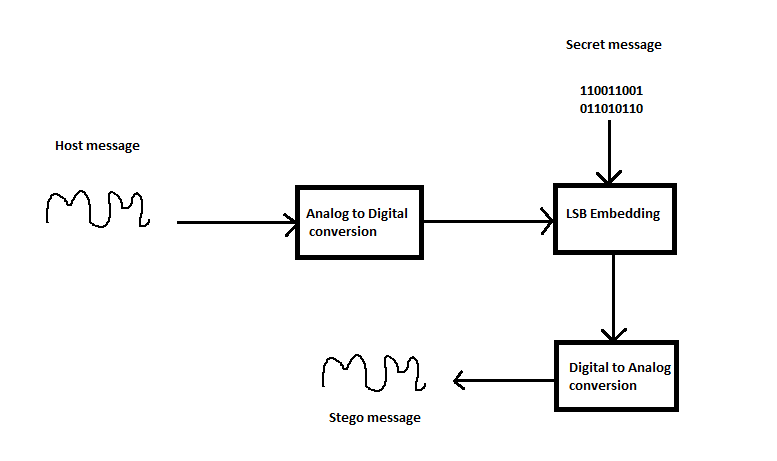 Secret message
110011001
011010110
Host message
Analog to Digital
conversion
LSB Embedding
Digital to Analog
conversion
Stego message